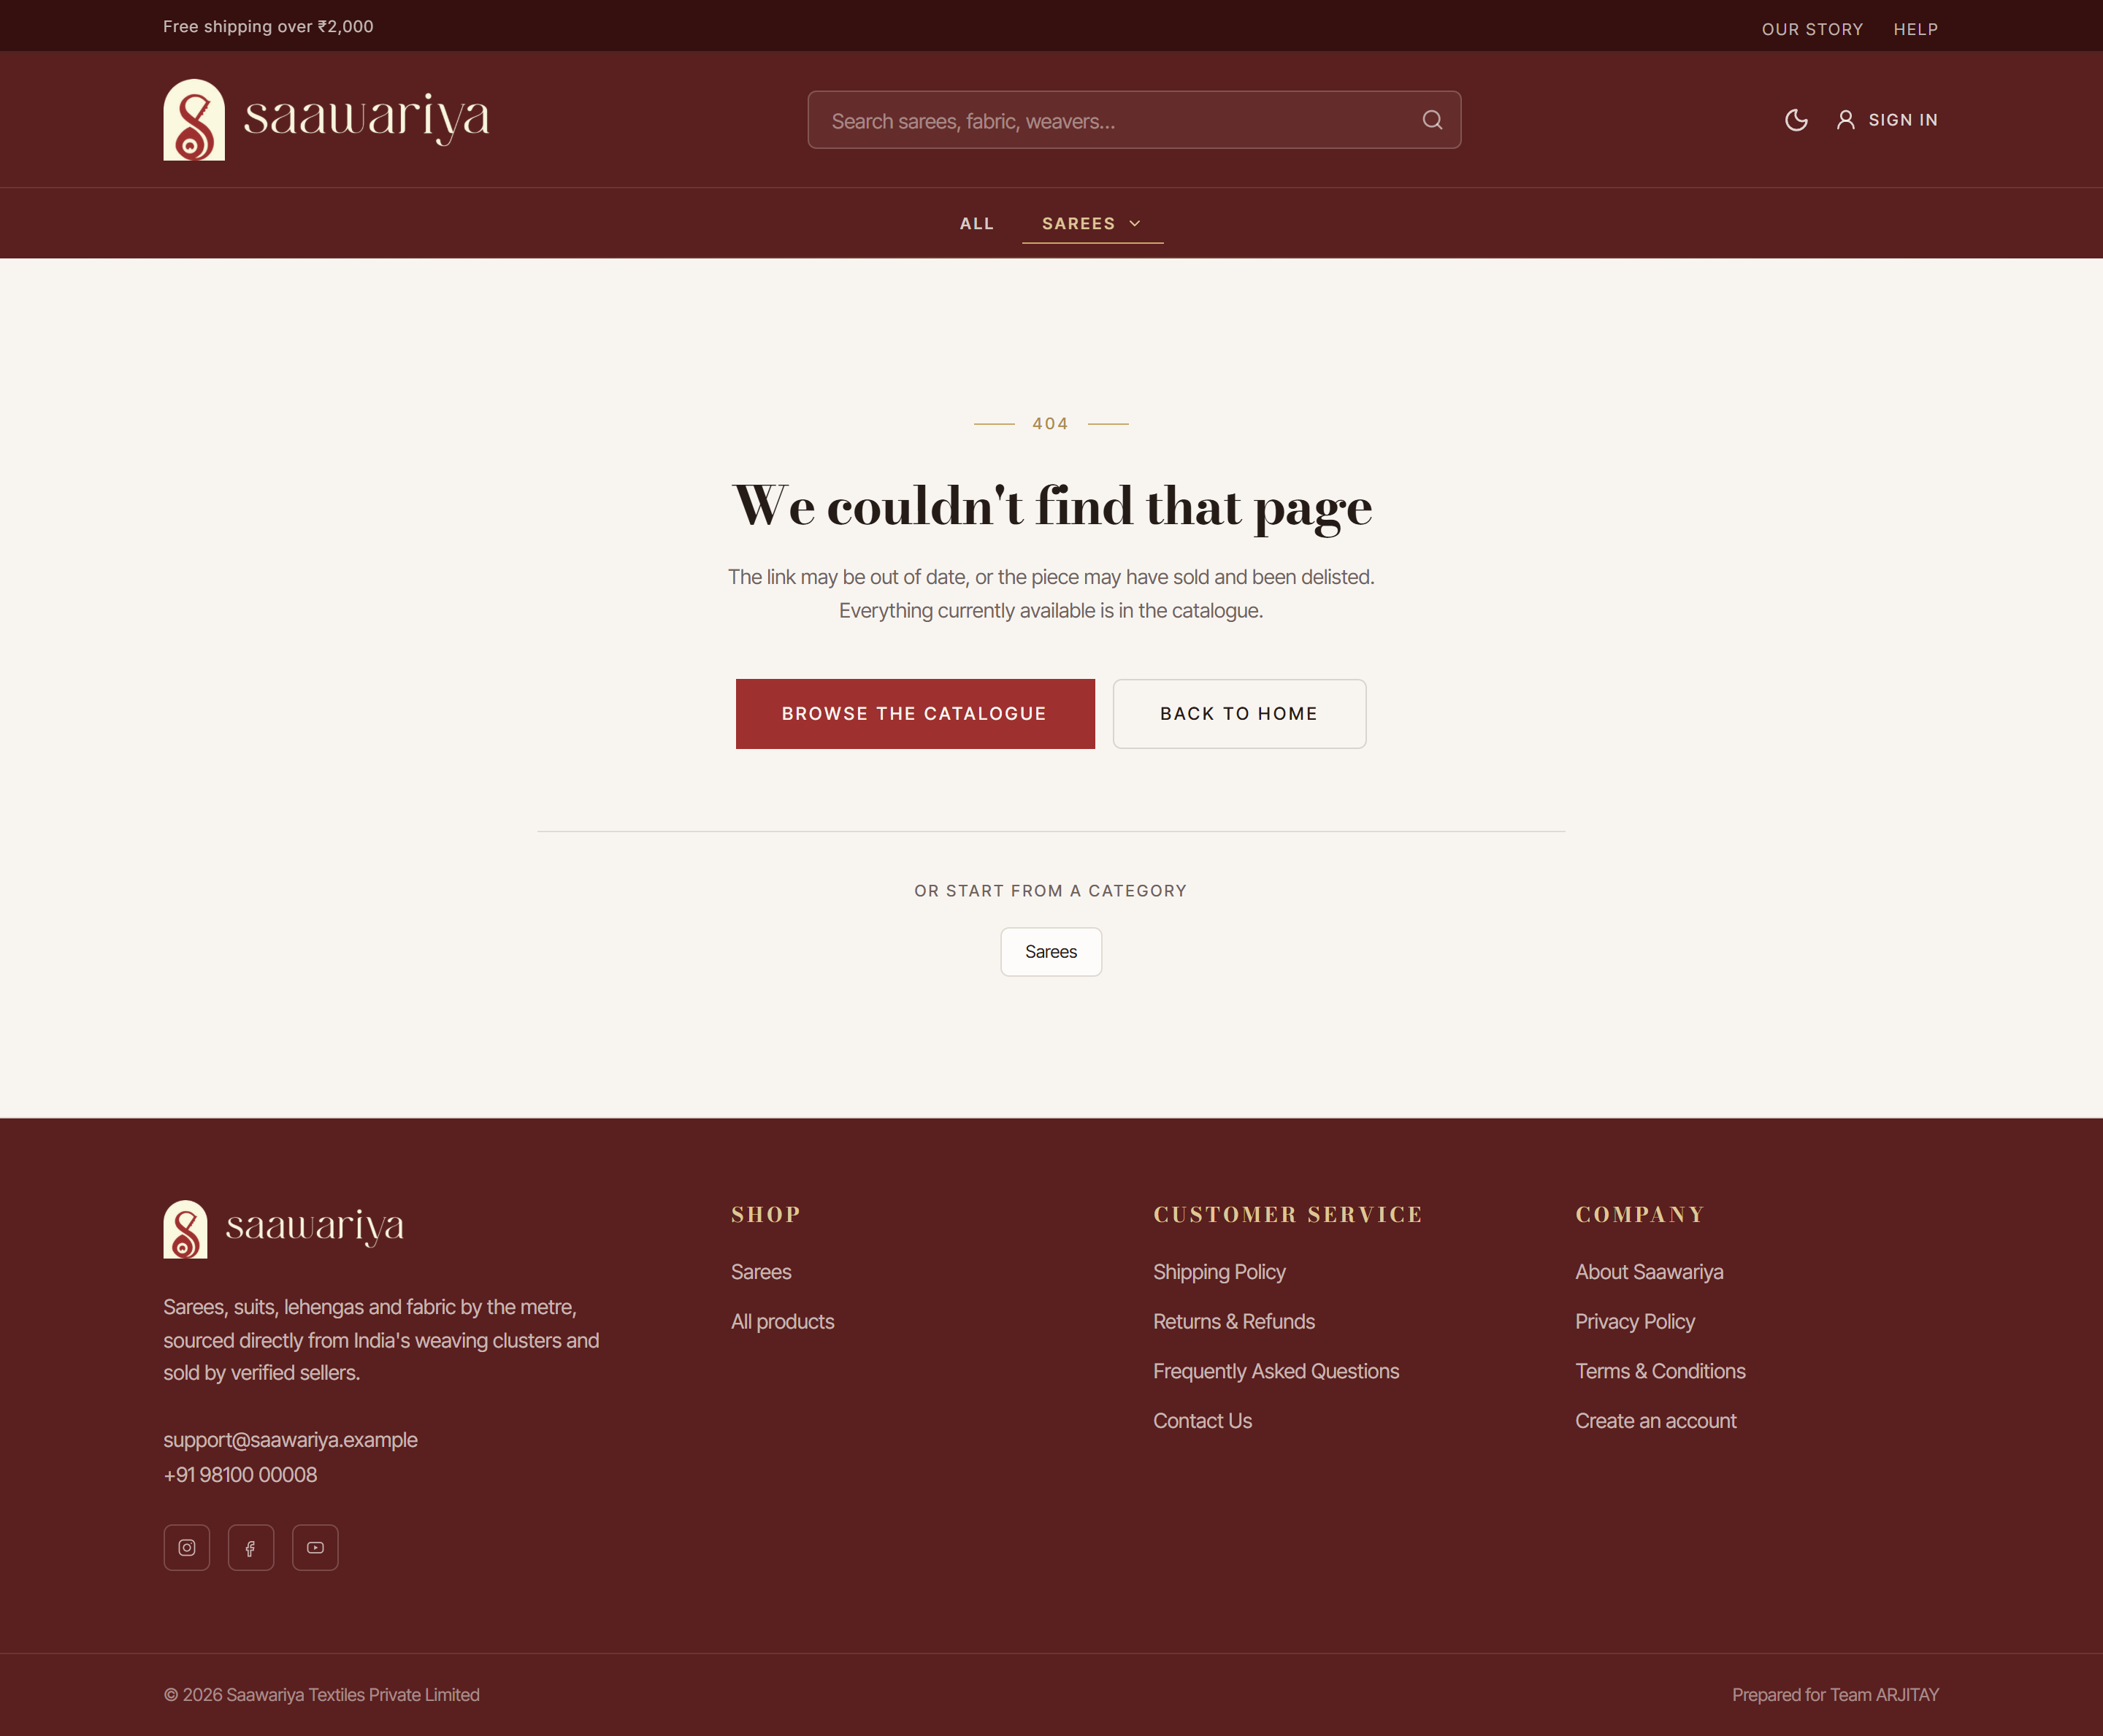 Free shipping over ₹2,000
OUR STORY HELP
saawariya
Search sarees, fabric, weavers...
SIGN IN
ALL SAREES
404
We couldn't find that page
The link may be out of date, or the piece may have sold and been delisted.
Everything currently available is in the catalogue.
BROWSE THE CATALOGUE
BACK TO HOME
OR START FROM A CATEGORY
Sarees
saawariya
Sarees, suits, lehengas and fabric by the metre,
sourced directly from India's weaving clusters and
sold by verified sellers.
support@saawariya.example
+91 98100 00008
SHOP
Sarees
All products
CUSTOMER SERVICE
Shipping Policy
Returns & Refunds
Frequently Asked Questions
Contact Us
COMPANY
About Saawariya
Privacy Policy
Terms & Conditions
Create an account
© 2026 Saawariya Textiles Private Limited
Prepared for Team ARJITAY